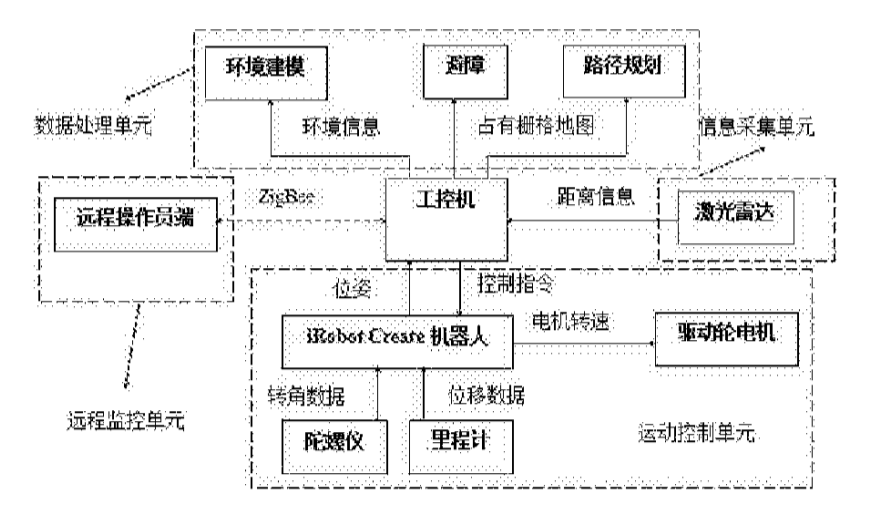 环境建模
避障
路径规划
数据处理单元
环境信息
占有栅格地图
信息采集单元
远程操作员端
ZigBee
工控机
距离信息
激光雷达
位姿
控制指令
iRobot Create 机器人
电机转速
驱动轮电机
转角数据
位移数据
远程监控单元
陀螺仪
里程计
运动控制单元